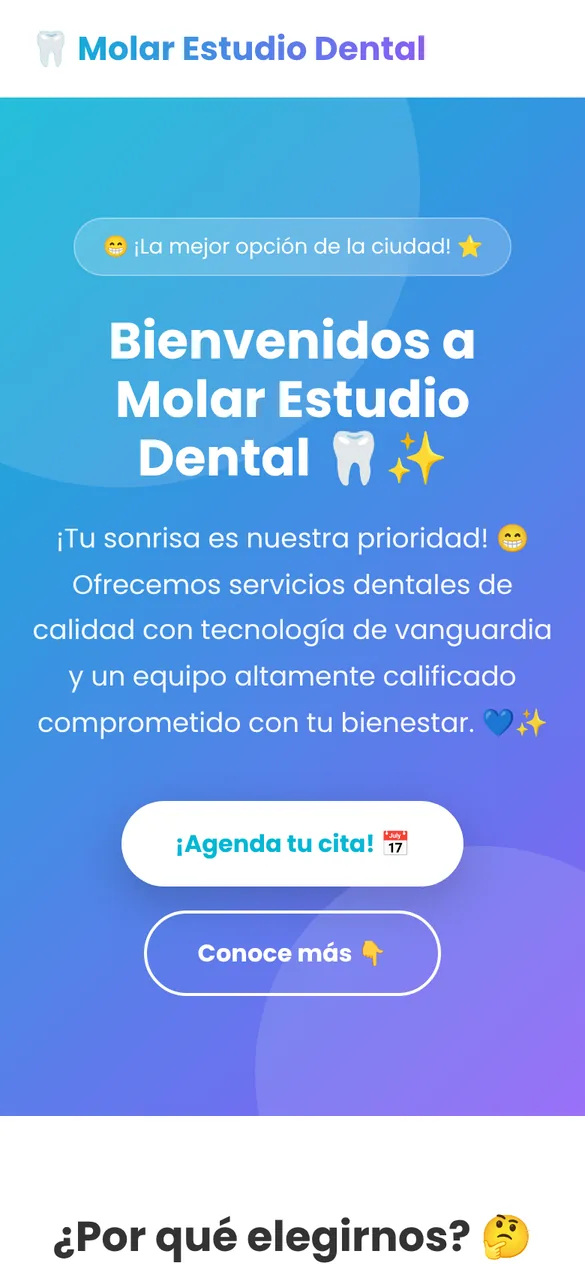 🦷 Molar Estudio Dental
😁 ¡La mejor opción de la ciudad! ⭐
Bienvenidos a
Molar Estudio
Dental 🦷✨
¡Tu sonrisa es nuestra prioridad! 😁
Ofrecemos servicios dentales de
calidad con tecnología de vanguardia
y un equipo altamente calificado
comprometido con tu bienestar. 💙✨
¡Agenda tu cita! 📅
Conoce más 👇
¿Por qué elegirnos? 🤔